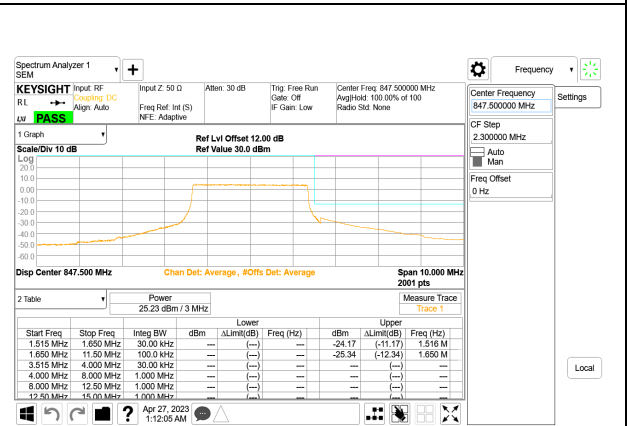 Spectrum Analyzer 1
SEM
Frequency
KEYSIGHT Input: RF Input Z: 50 Ω Atten: 30 dB Trig: Free Run Center Freq: 847.500000 MHz
RL Coupling: DC Gate: Off Avg|Hold: 100.00% of 100
Align: Auto Freq Ref: Int (S) IF Gain: Low Radio Std: None
PASS NFE: Adaptive
Center Frequency
847.500000 MHz
Settings
CF Step
2.300000 MHz
Auto
Man
Freq Offset
0 Hz
1 Graph
Ref Lvl Offset 12.00 dB
Scale/Div 10 dB Ref Value 30.0 dBm
Log
20.0
10.0
0.00
-10.0
-20.0
-30.0
-40.0
-50.0
-60.0
Disp Center 847.500 MHz Chan Det: Average , #Offs Det: Average Span 10.000 MHz
2001 pts
2 Table Power Measure Trace
25.23 dBm / 3 MHz Trace 1
Lower Upper
Start Freq Stop Freq Integ BW dBm ΔLimit(dB) Freq (Hz) dBm ΔLimit(dB) Freq (Hz)
1.515 MHz 1.650 MHz 30.00 kHz --- (---) --- -24.17 (-11.17) 1.516 M
1.650 MHz 11.50 MHz 100.0 kHz --- (---) --- -25.34 (-12.34) 1.650 M
3.515 MHz 4.000 MHz 30.00 kHz --- (---) --- --- (---) ---
4.000 MHz 8.000 MHz 1.000 MHz --- (---) --- --- (---) ---
8.000 MHz 12.50 MHz 1.000 MHz --- (---) --- --- (---) ---
12.50 MHz 15.00 MHz 1.000 MHz --- (---) --- --- (---) ---
Local
Apr 27, 2023
1:12:05 AM